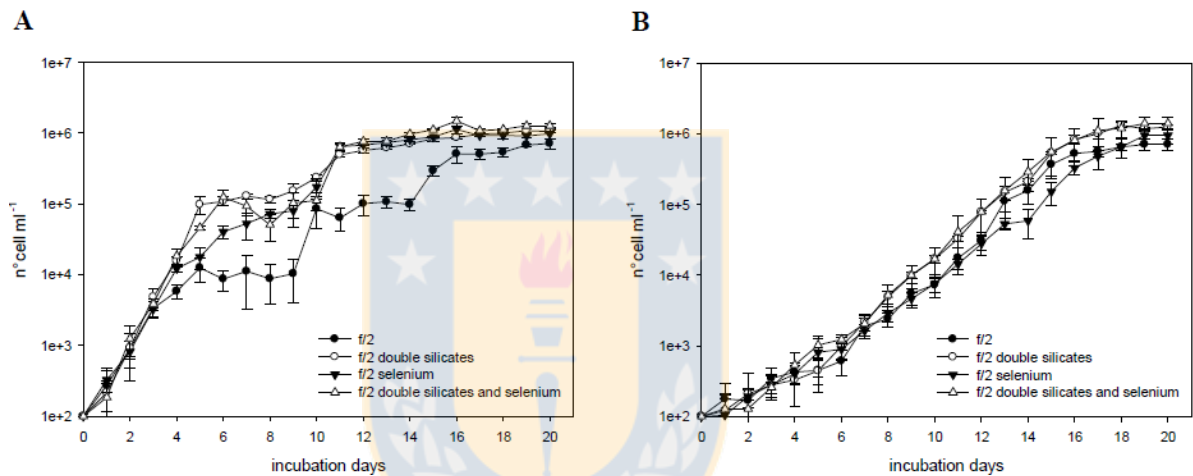 A
1e+7
1e+6
1e+5
1e+4
1e+3
1e+2
n° cell ml⁻¹
f/2
f/2 double silicates
f/2 selenium
f/2 double silicates and selenium
0 2 4 6 8 10 12 14 16 18 20
incubation days
B
1e+7
1e+6
1e+5
1e+4
1e+3
1e+2
n° cell ml⁻¹
f/2
f/2 double silicates
f/2 selenium
f/2 double silicates and selenium
0 2 4 6 8 10 12 14 16 18 20
incubation days